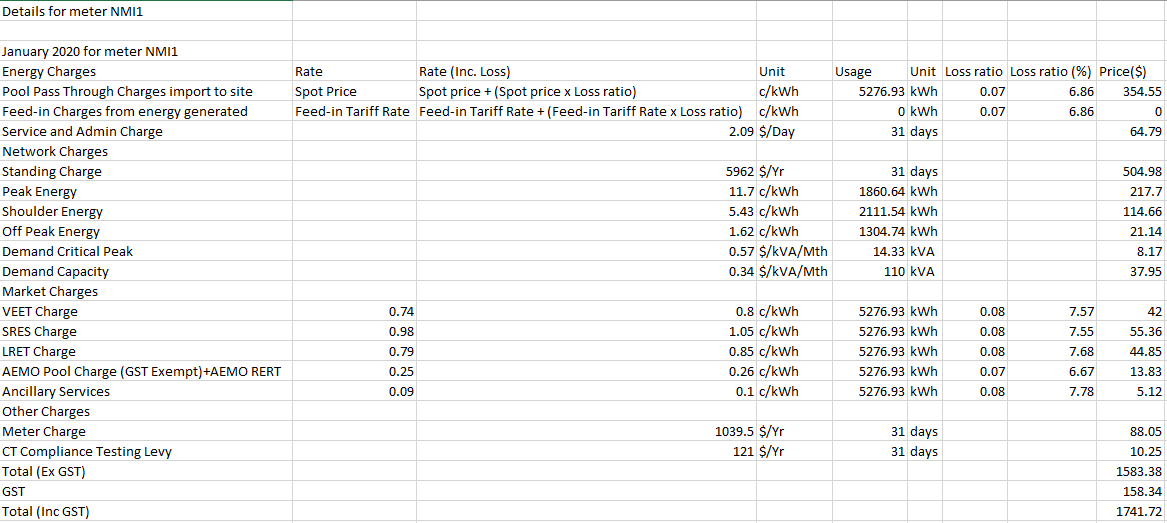 Details for meter NMI1
January 2020 for meter NMI1
Energy Charges Rate Rate (Inc. Loss) Unit Usage Unit Loss ratio Loss ratio (%) Price($)
Pool Pass Through Charges import to site Spot Price Spot price + (Spot price x Loss ratio) c/kWh 5276.93 kWh 0.07 6.86 354.55
Feed-in Charges from energy generated Feed-in Tariff Rate Feed-in Tariff Rate + (Feed-in Tariff Rate x Loss ratio) c/kWh 0 kWh 0.07 6.86 0
Service and Admin Charge 2.09 $/Day 31 days 64.79
Network Charges
Standing Charge 5962 $/Yr 31 days 504.98
Peak Energy 11.7 c/kWh 1860.64 kWh 217.7
Shoulder Energy 5.43 c/kWh 2111.54 kWh 114.66
Off Peak Energy 1.62 c/kWh 1304.74 kWh 21.14
Demand Critical Peak 0.57 $/kVA/Mth 14.33 kVA 8.17
Demand Capacity 0.34 $/kVA/Mth 110 kVA 37.95
Market Charges
VEET Charge 0.74 0.8 c/kWh 5276.93 kWh 0.08 7.57 42
SRES Charge 0.98 1.05 c/kWh 5276.93 kWh 0.08 7.55 55.36
LRET Charge 0.79 0.85 c/kWh 5276.93 kWh 0.08 7.68 44.85
AEMO Pool Charge (GST Exempt)+AEMO RERT 0.25 0.26 c/kWh 5276.93 kWh 0.07 6.67 13.83
Ancillary Services 0.09 0.1 c/kWh 5276.93 kWh 0.08 7.78 5.12
Other Charges
Meter Charge 1039.5 $/Yr 31 days 88.05
CT Compliance Testing Levy 121 $/Yr 31 days 10.25
Total (Ex GST) 1583.38
GST 158.34
Total (Inc GST) 1741.72